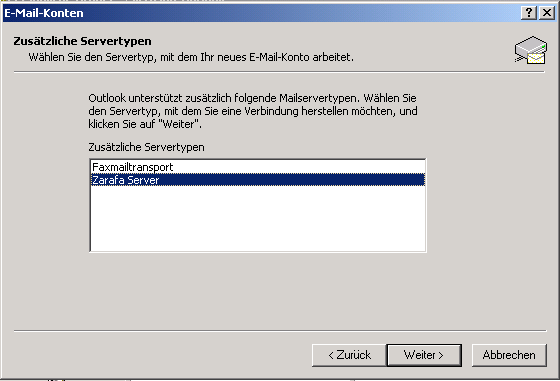 E-Mail-Konten
Zusätzliche Servertypen
Wählen Sie den Servertyp, mit dem Ihr neues E-Mail-Konto arbeitet.
Outlook unterstützt zusätzlich folgende Mailservertypen. Wählen Sie
den Servertyp, mit dem Sie eine Verbindung herstellen möchten, und
klicken Sie auf "Weiter".
Zusätzliche Servertypen
Faxmailtransport
Zarafa Server
< Zurück
Weiter >
Abbrechen